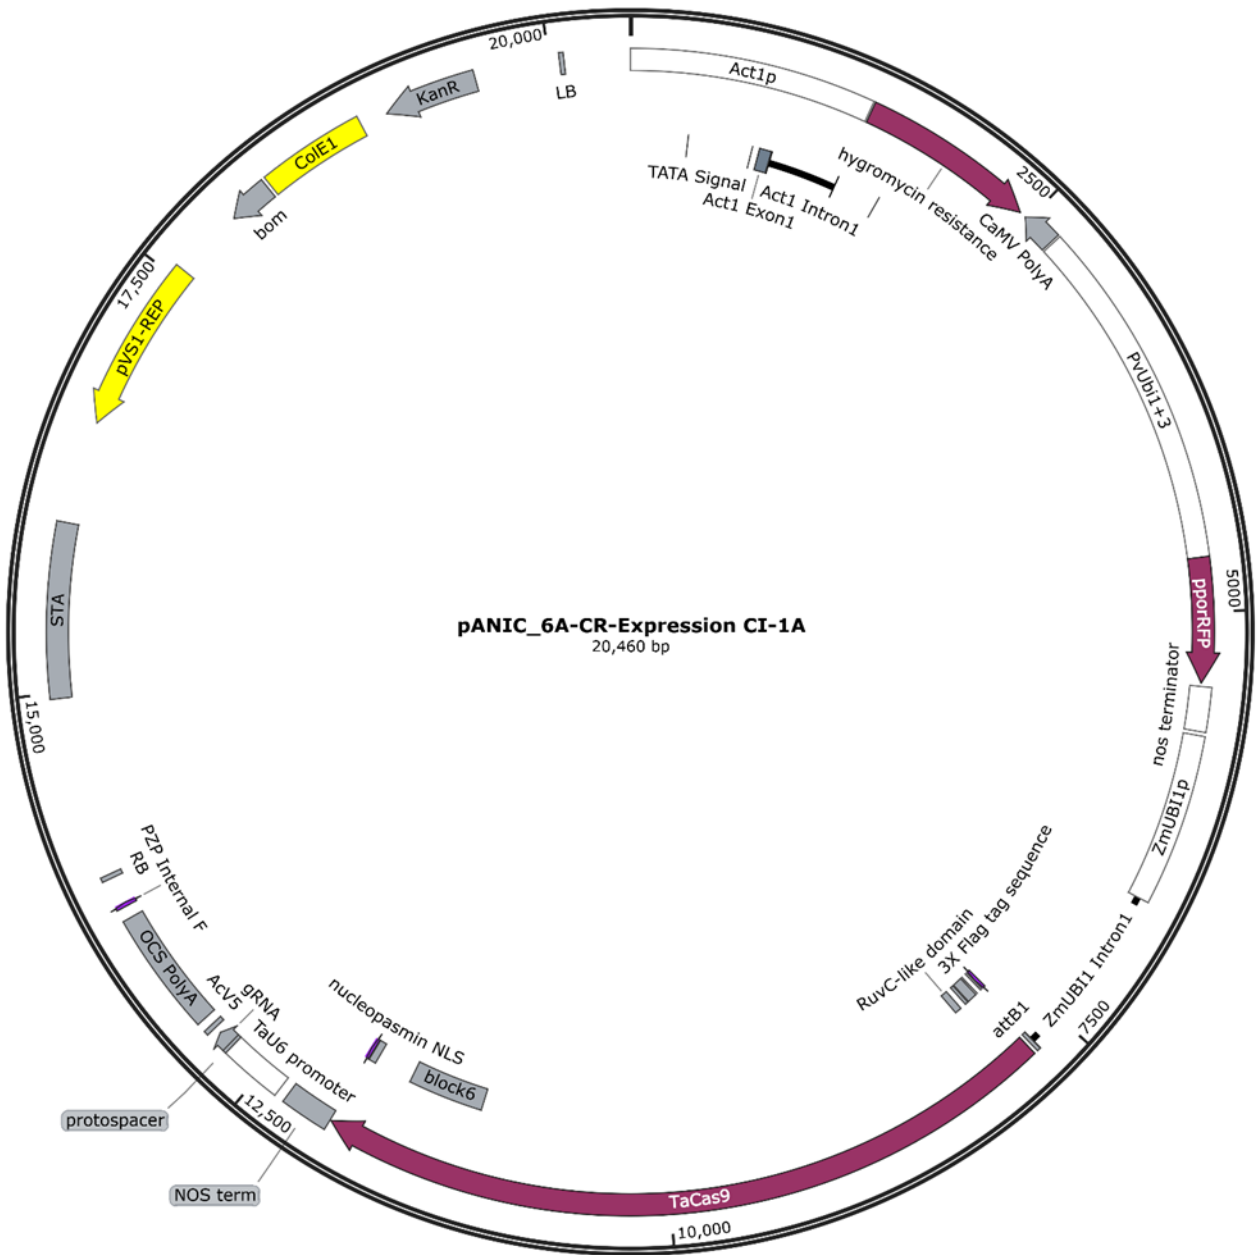 20,000
LB
KanR
ColE1
bom
17,500
pVS1-REP
STA
15,000
Act1p
TATA Signal
Act1 Exon1
Act1 Intron1
hygromycin resistance
2500
CaMV PolyA
PvUbi1+3
5000
pporRFP
nos terminator
ZmUBI1p
pANIC_6A-CR-Expression CI-1A
20,460 bp
ZmUBI1 Intron1
7500
attB1
3X Flag tag sequence
RuvC-like domain
TaCas9
10,000
block6
nucleopasmin NLS
NOS term
12,500
TaU6 promoter
gRNA
protospacer
AcV5
OCS PolyA
PZP Internal F
RB